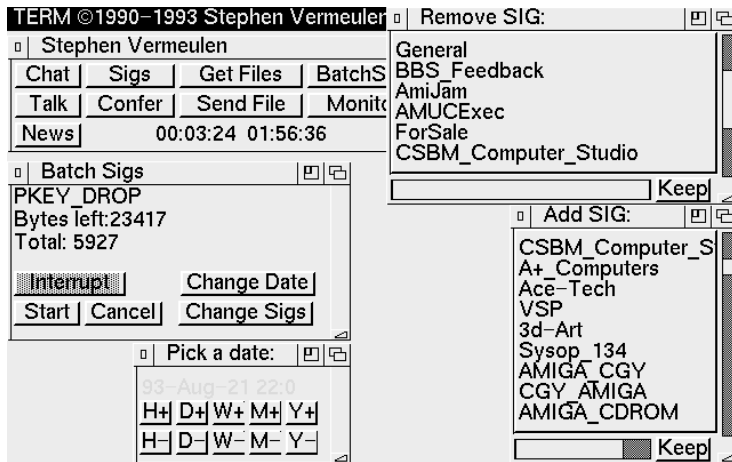 TERM ©1990-1993 Stephen Vermeulen
Stephen Vermeulen
Chat Sigs Get Files BatchS
Talk Confer Send File Monito
News 00:03:24 01:56:36
Remove SIG:
General
BBS_Feedback
AmiJam
AMUCExec
ForSale
CSBM_Computer_Studio
Keep
Batch Sigs
PKEY_DROP
Bytes left:23417
Total: 5927
Interrupt Change Date
Start Cancel Change Sigs
Add SIG:
CSBM_Computer_S
A+_Computers
Ace-Tech
VSP
3d-Art
Sysop_134
AMIGA_CGY
CGY_AMIGA
AMIGA_CDROM
Keep
Pick a date:
93-Aug-21 22:0
H+ D+ W+ M+ Y+
H- D- W- M- Y-